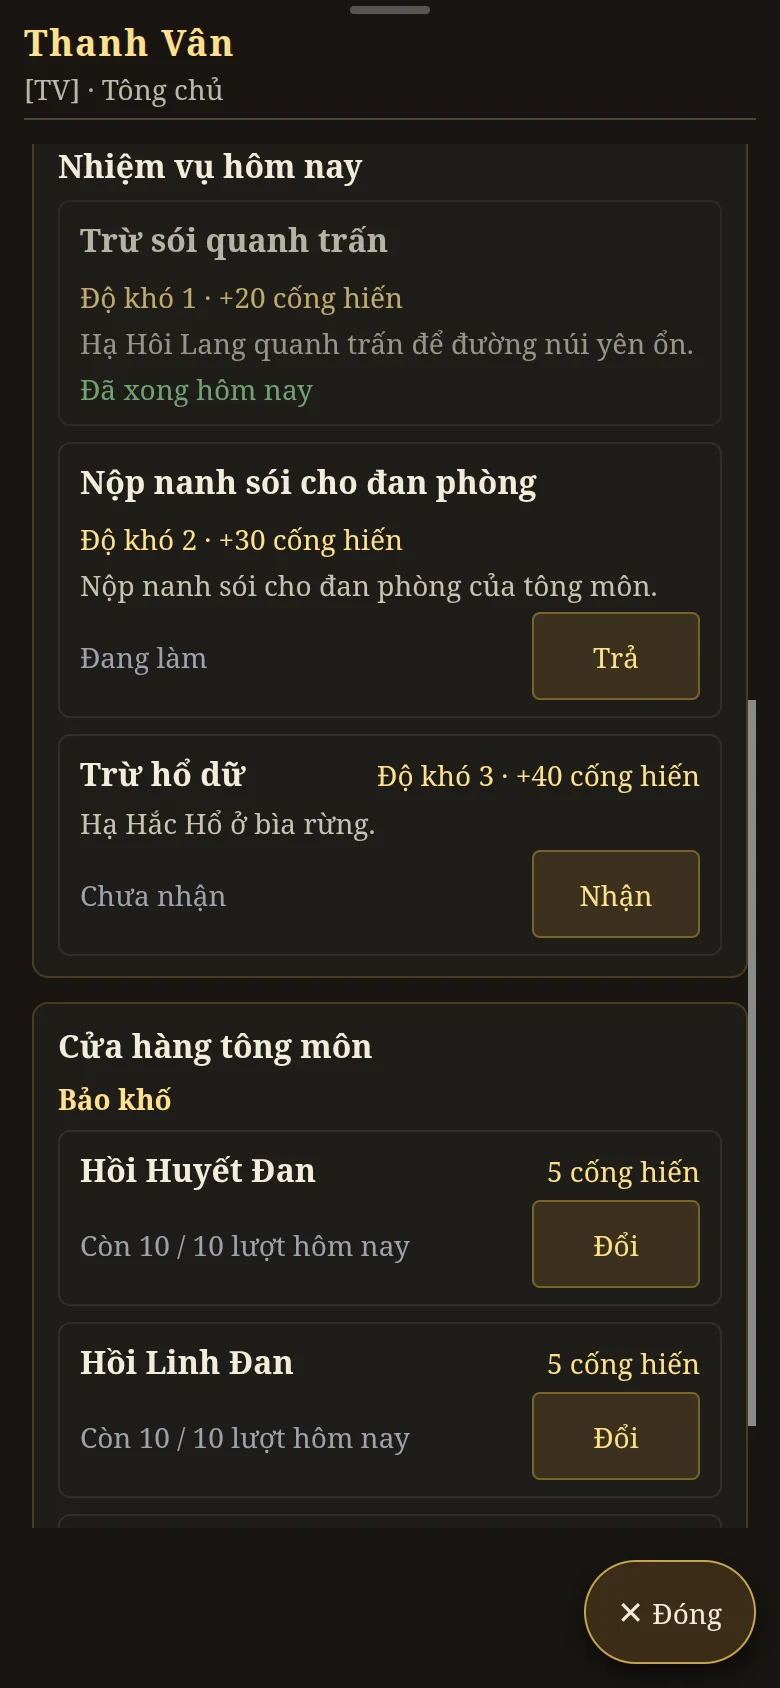 Thanh Vân
[TV] · Tông chủ
Nhiệm vụ hôm nay
Trừ sói quanh trấn
Độ khó 1 · +20 cống hiến
Hạ Hôi Lang quanh trấn để đường núi yên ổn.
Đã xong hôm nay
Nộp nanh sói cho đan phòng
Độ khó 2 · +30 cống hiến
Nộp nanh sói cho đan phòng của tông môn.
Đang làm
Trả
Trừ hổ dữ
Độ khó 3 · +40 cống hiến
Hạ Hắc Hổ ở bìa rừng.
Chưa nhận
Nhận
Cửa hàng tông môn
Bảo khố
Hồi Huyết Đan
5 cống hiến
Còn 10 / 10 lượt hôm nay
Đổi
Hồi Linh Đan
5 cống hiến
Còn 10 / 10 lượt hôm nay
Đổi
✕ Đóng